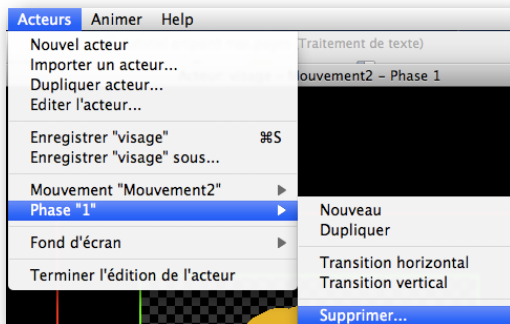 Acteurs Animer Help
(Traitement de texte)
Mouvement2 - Phase 1
Nouvel acteur
Importer un acteur...
Dupliquer acteur...
Editer l'acteur...
Enregistrer "visage" ⌘S
Enregistrer "visage" sous...
Mouvement "Mouvement2"
Phase "1"
Fond d'écran
Terminer l'édition de l'acteur
Nouveau
Dupliquer
Transition horizontal
Transition vertical
Supprimer...